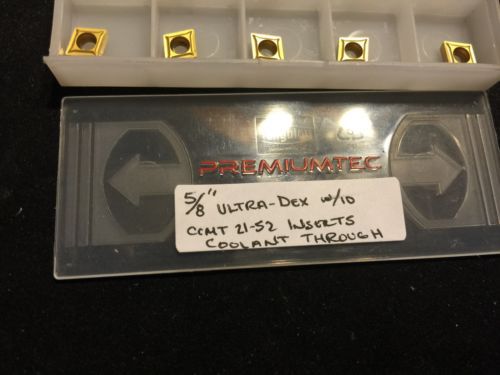 PREMIUMTEC
5/8" ULTRA-DEX w/10
CCMT 21-52 INSERTS
COOLANT THROUGH